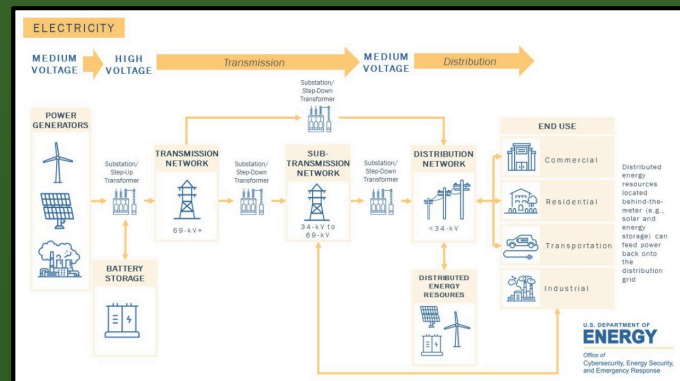 ELECTRICITY
MEDIUM
VOLTAGE
HIGH
VOLTAGE
Transmission
MEDIUM
VOLTAGE
Distribution
Substation/
Step-Down
Transformer
POWER
GENERATORS
Substation/
Step-Up
Transformer
TRANSMISSION
NETWORK
69-kV+
Substation/
Step-Down
Transformer
SUB-
TRANSMISSION
NETWORK
34-kV to
69-kV
Substation/
Step-Down
Transformer
DISTRIBUTION
NETWORK
<34-kV
END USE
Commercial
Residential
Transportation
Industrial
Distributed
energy
resources
located
behind-the-
meter (e.g.,
solar and
energy
storage) can
feed power
back onto
the
distribution
grid
BATTERY
STORAGE
DISTRIBUTED
ENERGY
RESOURES
U.S. DEPARTMENT OF
ENERGY
Office of
Cybersecurity, Energy Security,
and Emergency Response